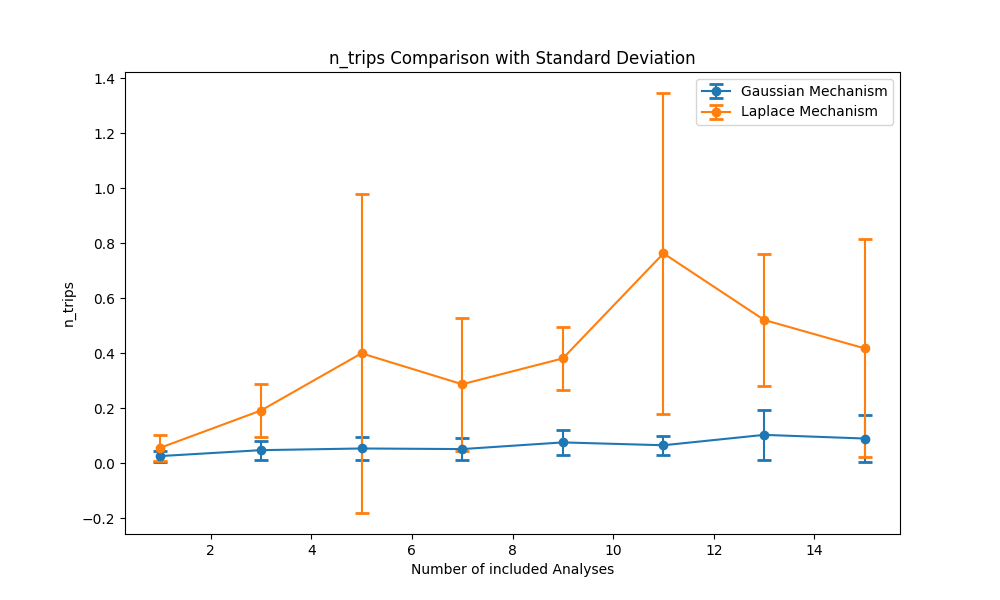 n_trips Comparison with Standard Deviation
Gaussian Mechanism
Laplace Mechanism
1.4
1.2
1.0
0.8
0.6
0.4
0.2
0.0
−0.2
n_trips
2 4 6 8 10 12 14
Number of included Analyses